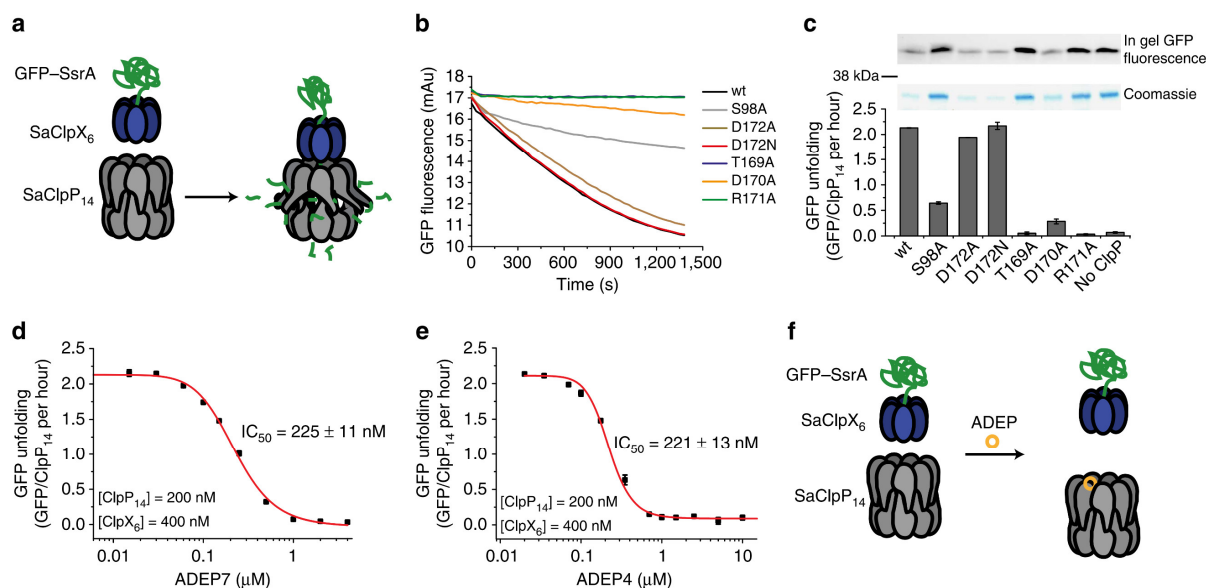 a
GFP–SsrA
SaClpX6
SaClpP14
b
GFP fluorescence (mAu)
18
17
16
15
14
13
12
11
10
0
300
600
900
1,200
1,500
Time (s)
wt
S98A
D172A
D172N
T169A
D170A
R171A
c
In gel GFP
fluorescence
38 kDa
Coomassie
GFP unfolding
(GFP/ClpP14 per hour)
2.5
2.0
1.5
1.0
0.5
0.0
wt
S98A
D172A
D172N
T169A
D170A
R171A
No ClpP
d
GFP unfolding
(GFP/ClpP14 per hour)
2.5
2.0
1.5
1.0
0.5
0.0
IC50 = 225 ± 11 nM
[ClpP14] = 200 nM
[ClpX6] = 400 nM
0.01
0.1
1
ADEP7 (μM)
e
GFP unfolding
(GFP/ClpP14 per hour)
2.5
2.0
1.5
1.0
0.5
0.0
IC50 = 221 ± 13 nM
[ClpP14] = 200 nM
[ClpX6] = 400 nM
0.01
0.1
1
10
ADEP4 (μM)
f
GFP–SsrA
SaClpX6
ADEP
SaClpP14